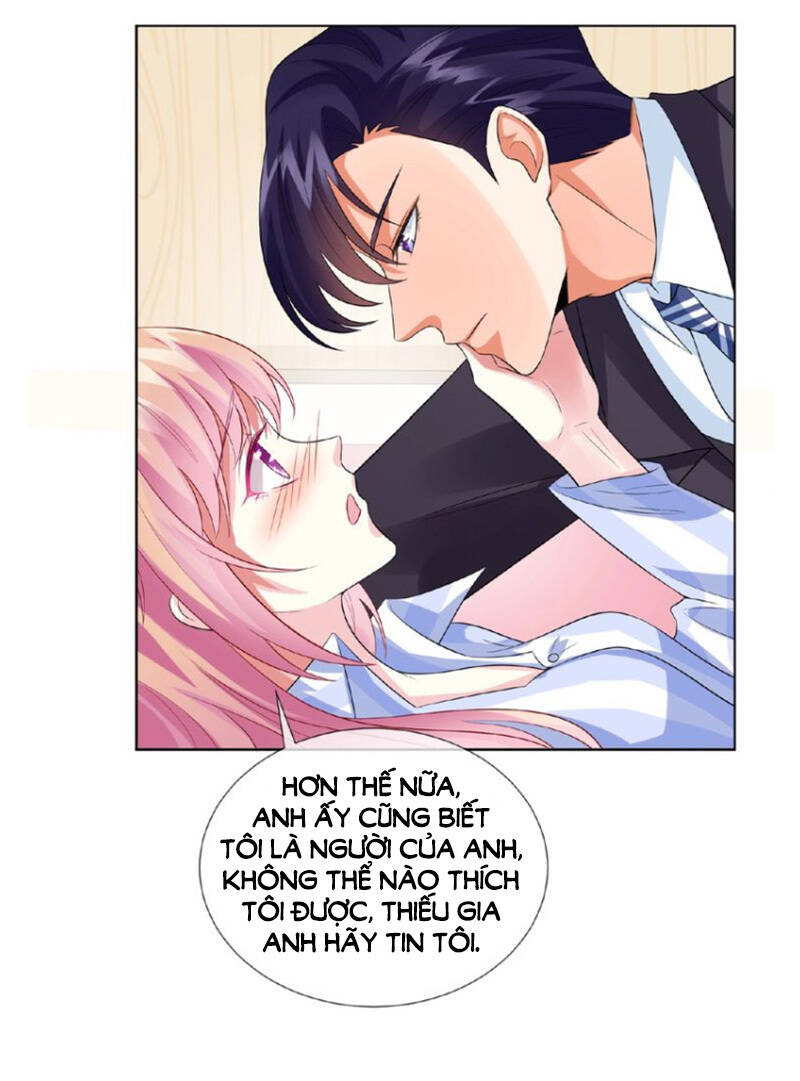 HƠN THẾ NỮA,
ANH ẤY CŨNG BIẾT
TÔI LÀ NGƯỜI CỦA ANH,
KHÔNG THỂ NÀO THÍCH
TÔI ĐƯỢC, THIẾU GIA
ANH HÃY TIN TÔI.